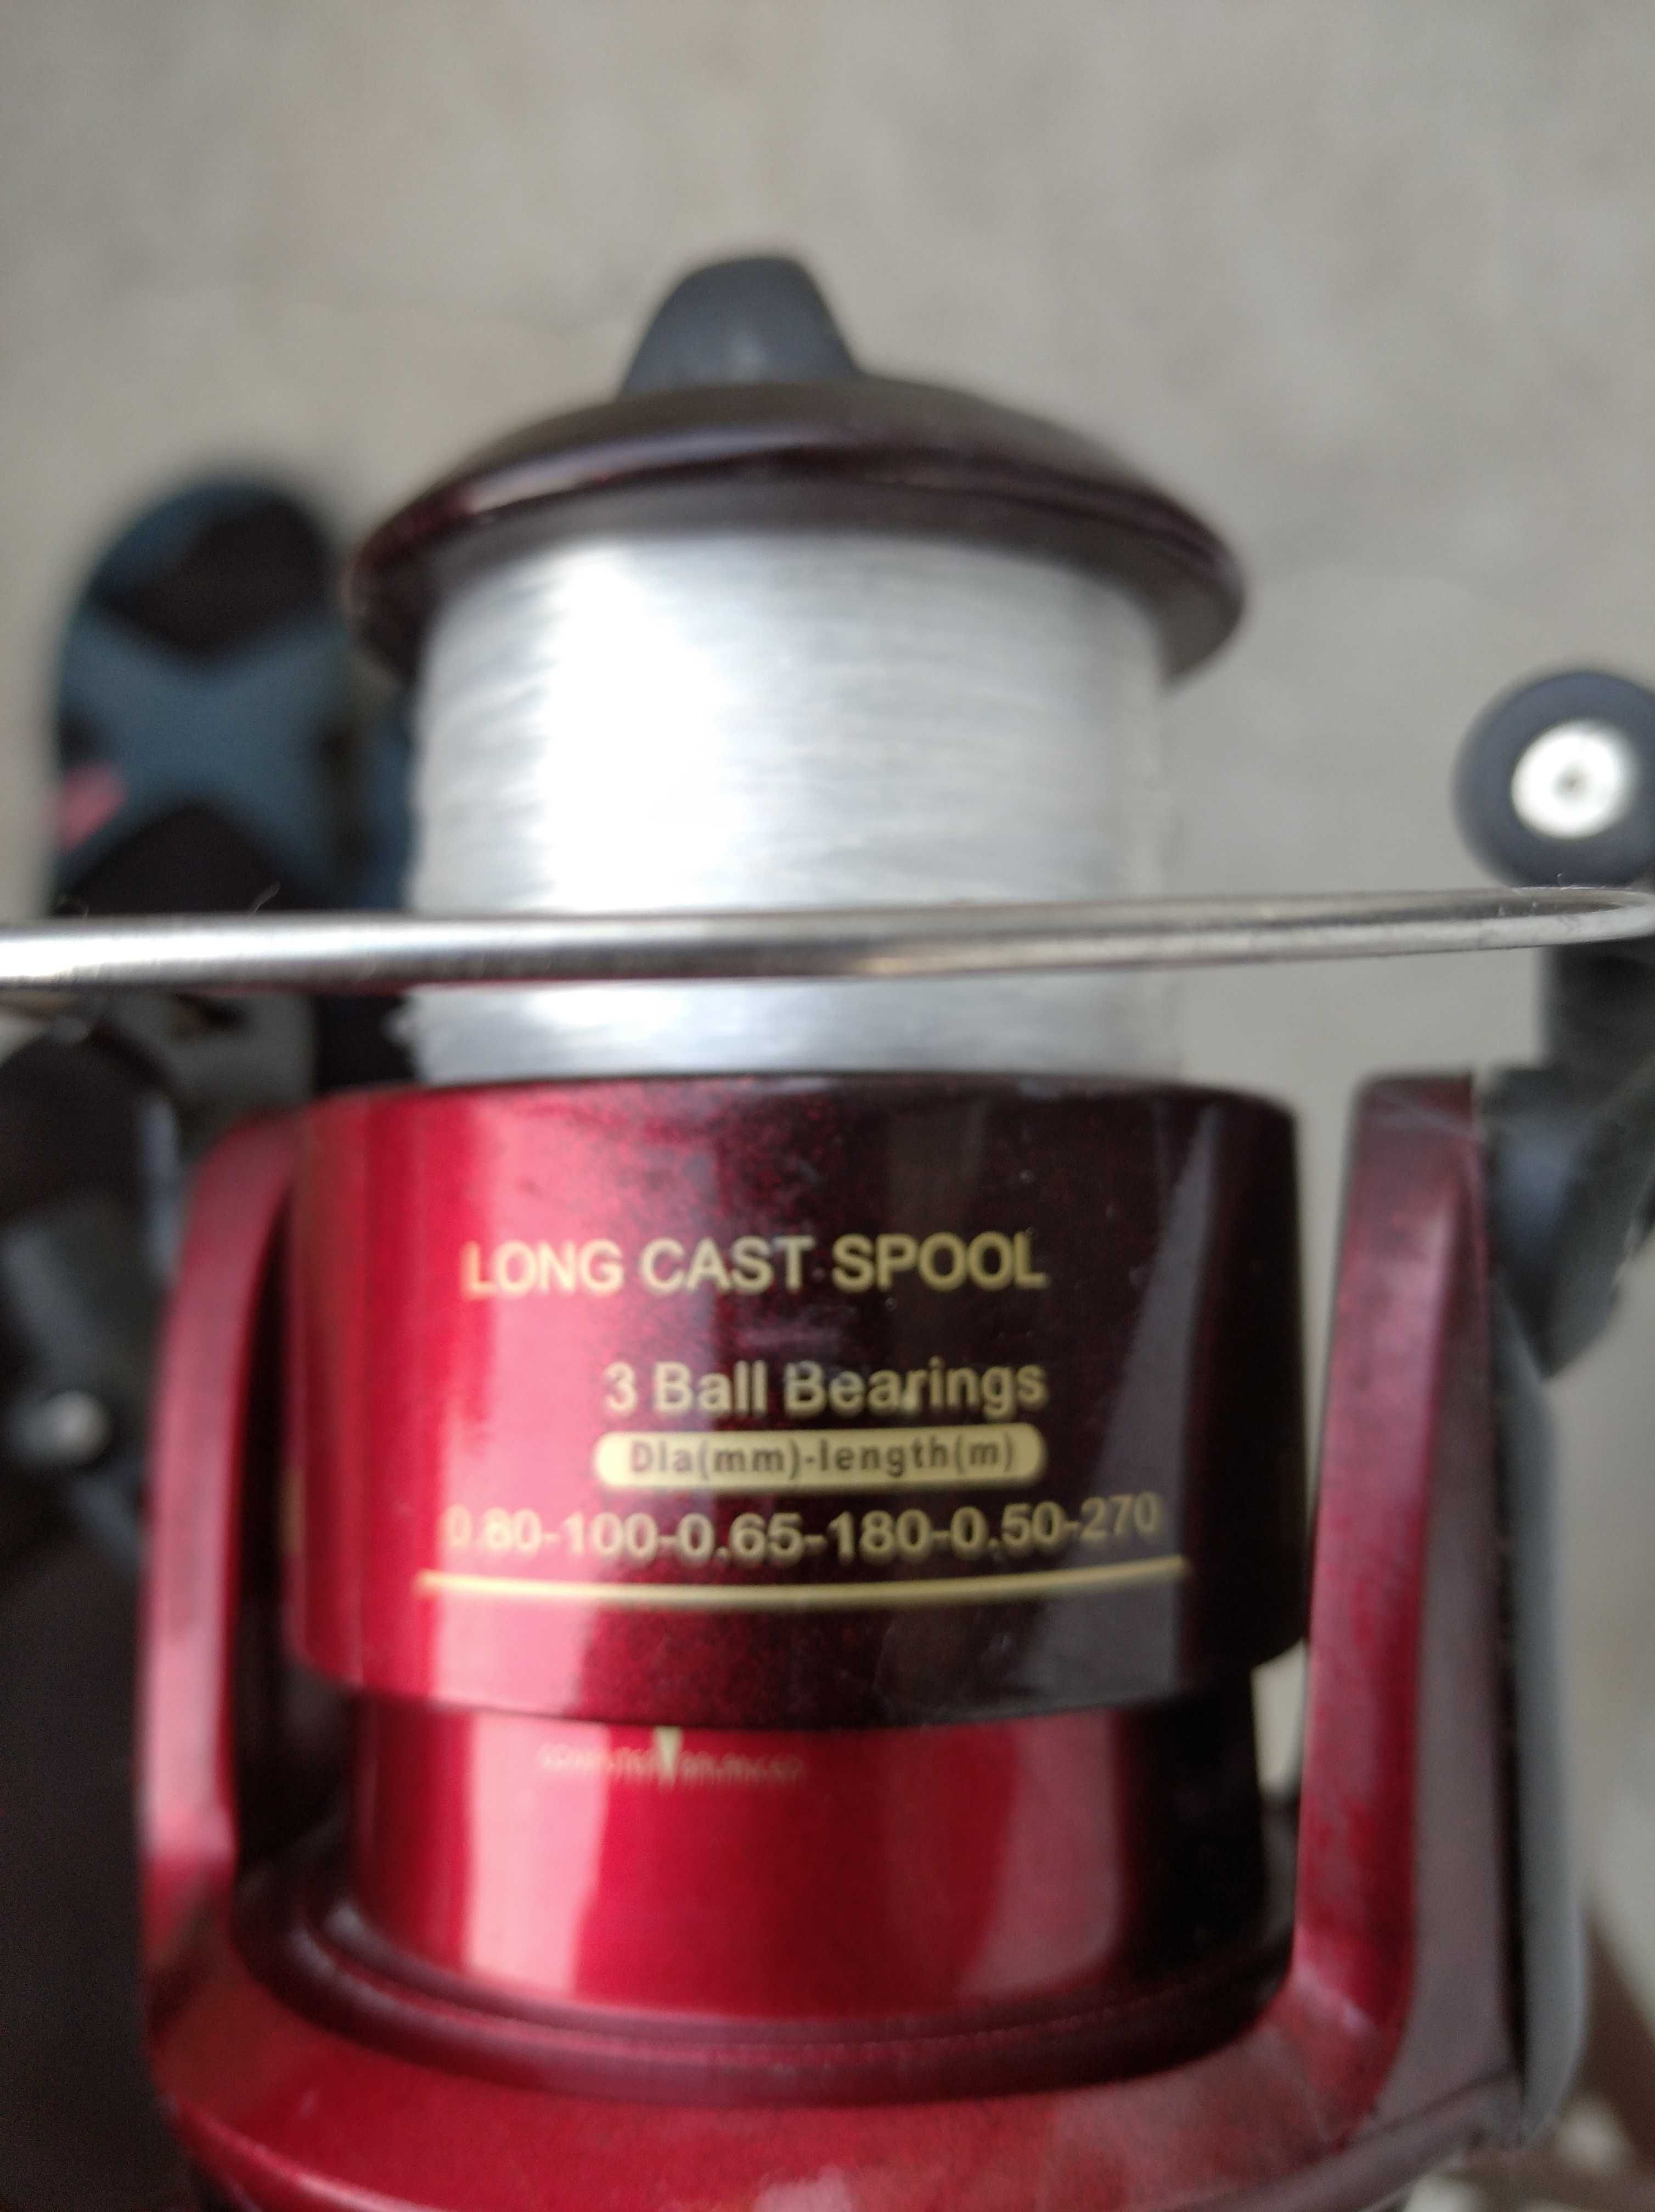 LONG CAST SPOOL
3 Ball Bearings
Dia(mm)-length(m)
0.80-100-0.65-180-0.50-270